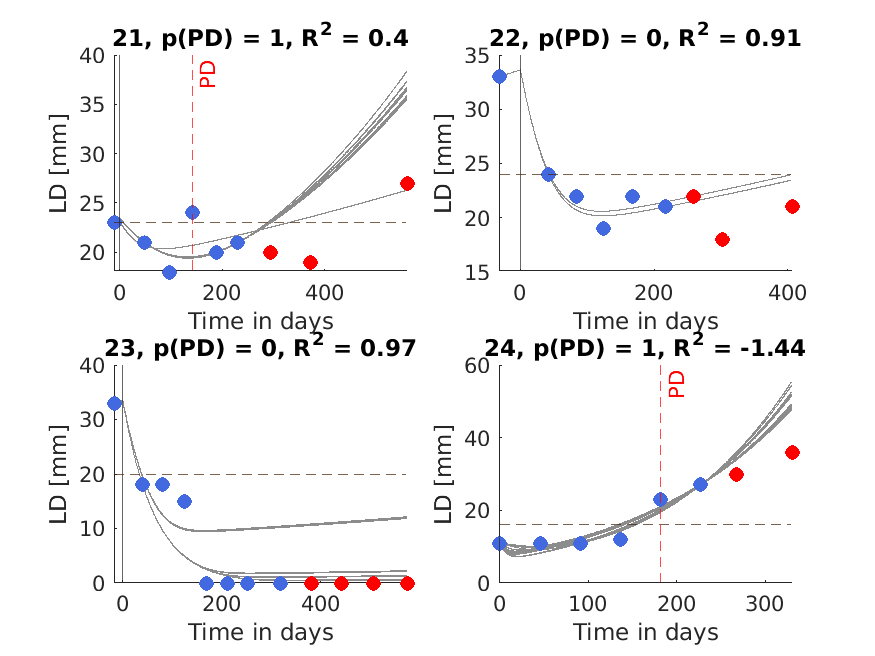 21, p(PD) = 1, R² = 0.4
40
35
30
25
20
LD [mm]
PD
0
200
400
Time in days
22, p(PD) = 0, R² = 0.91
35
30
25
20
15
LD [mm]
0
200
400
Time in days
23, p(PD) = 0, R² = 0.97
40
30
20
10
0
LD [mm]
0
200
400
Time in days
24, p(PD) = 1, R² = -1.44
60
40
20
0
LD [mm]
PD
0
100
200
300
Time in days